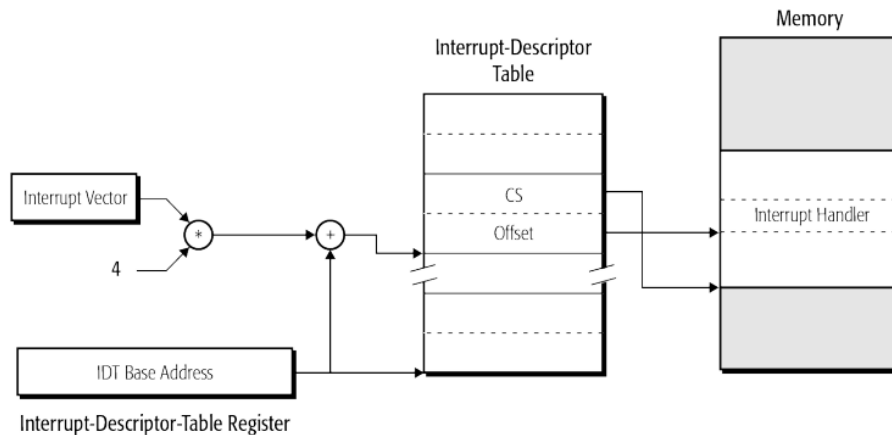 Memory
Interrupt-Descriptor
Table
Interrupt Vector
*
+
4
CS
Offset
Interrupt Handler
IDT Base Address
Interrupt-Descriptor-Table Register